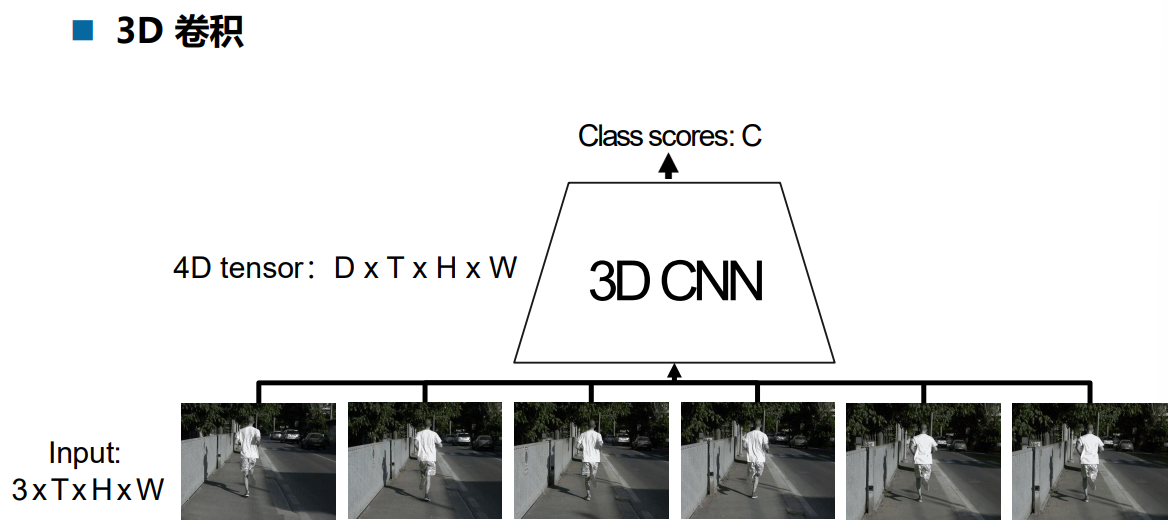 3D 卷积
Class scores: C
4D tensor：D x T x H x W
3D CNN
Input:
3 x T x H x W